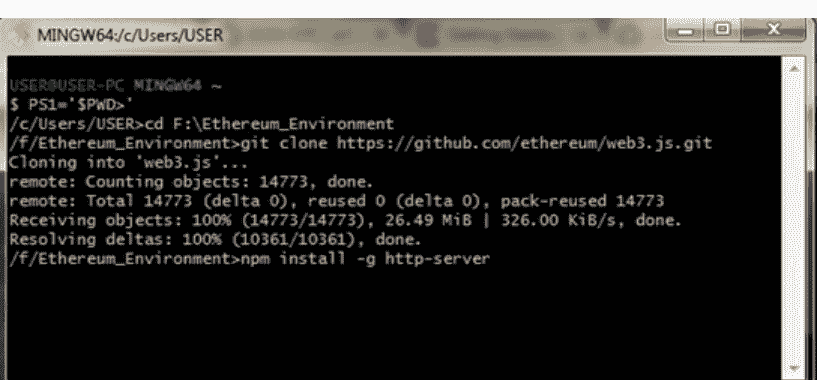 MINGW64:/c/Users/USER
USER@USER-PC MINGW64 ~
$ PS1='$PWD>'
/c/Users/USER>cd F:\Ethereum_Environment
/f/Ethereum_Environment>git clone https://github.com/ethereum/web3.js.git
Cloning into 'web3.js'...
remote: Counting objects: 14773, done.
remote: Total 14773 (delta 0), reused 0 (delta 0), pack-reused 14773
Receiving objects: 100% (14773/14773), 26.49 MiB | 326.00 KiB/s, done.
Resolving deltas: 100% (10361/10361), done.
/f/Ethereum_Environment>npm install -g http-server